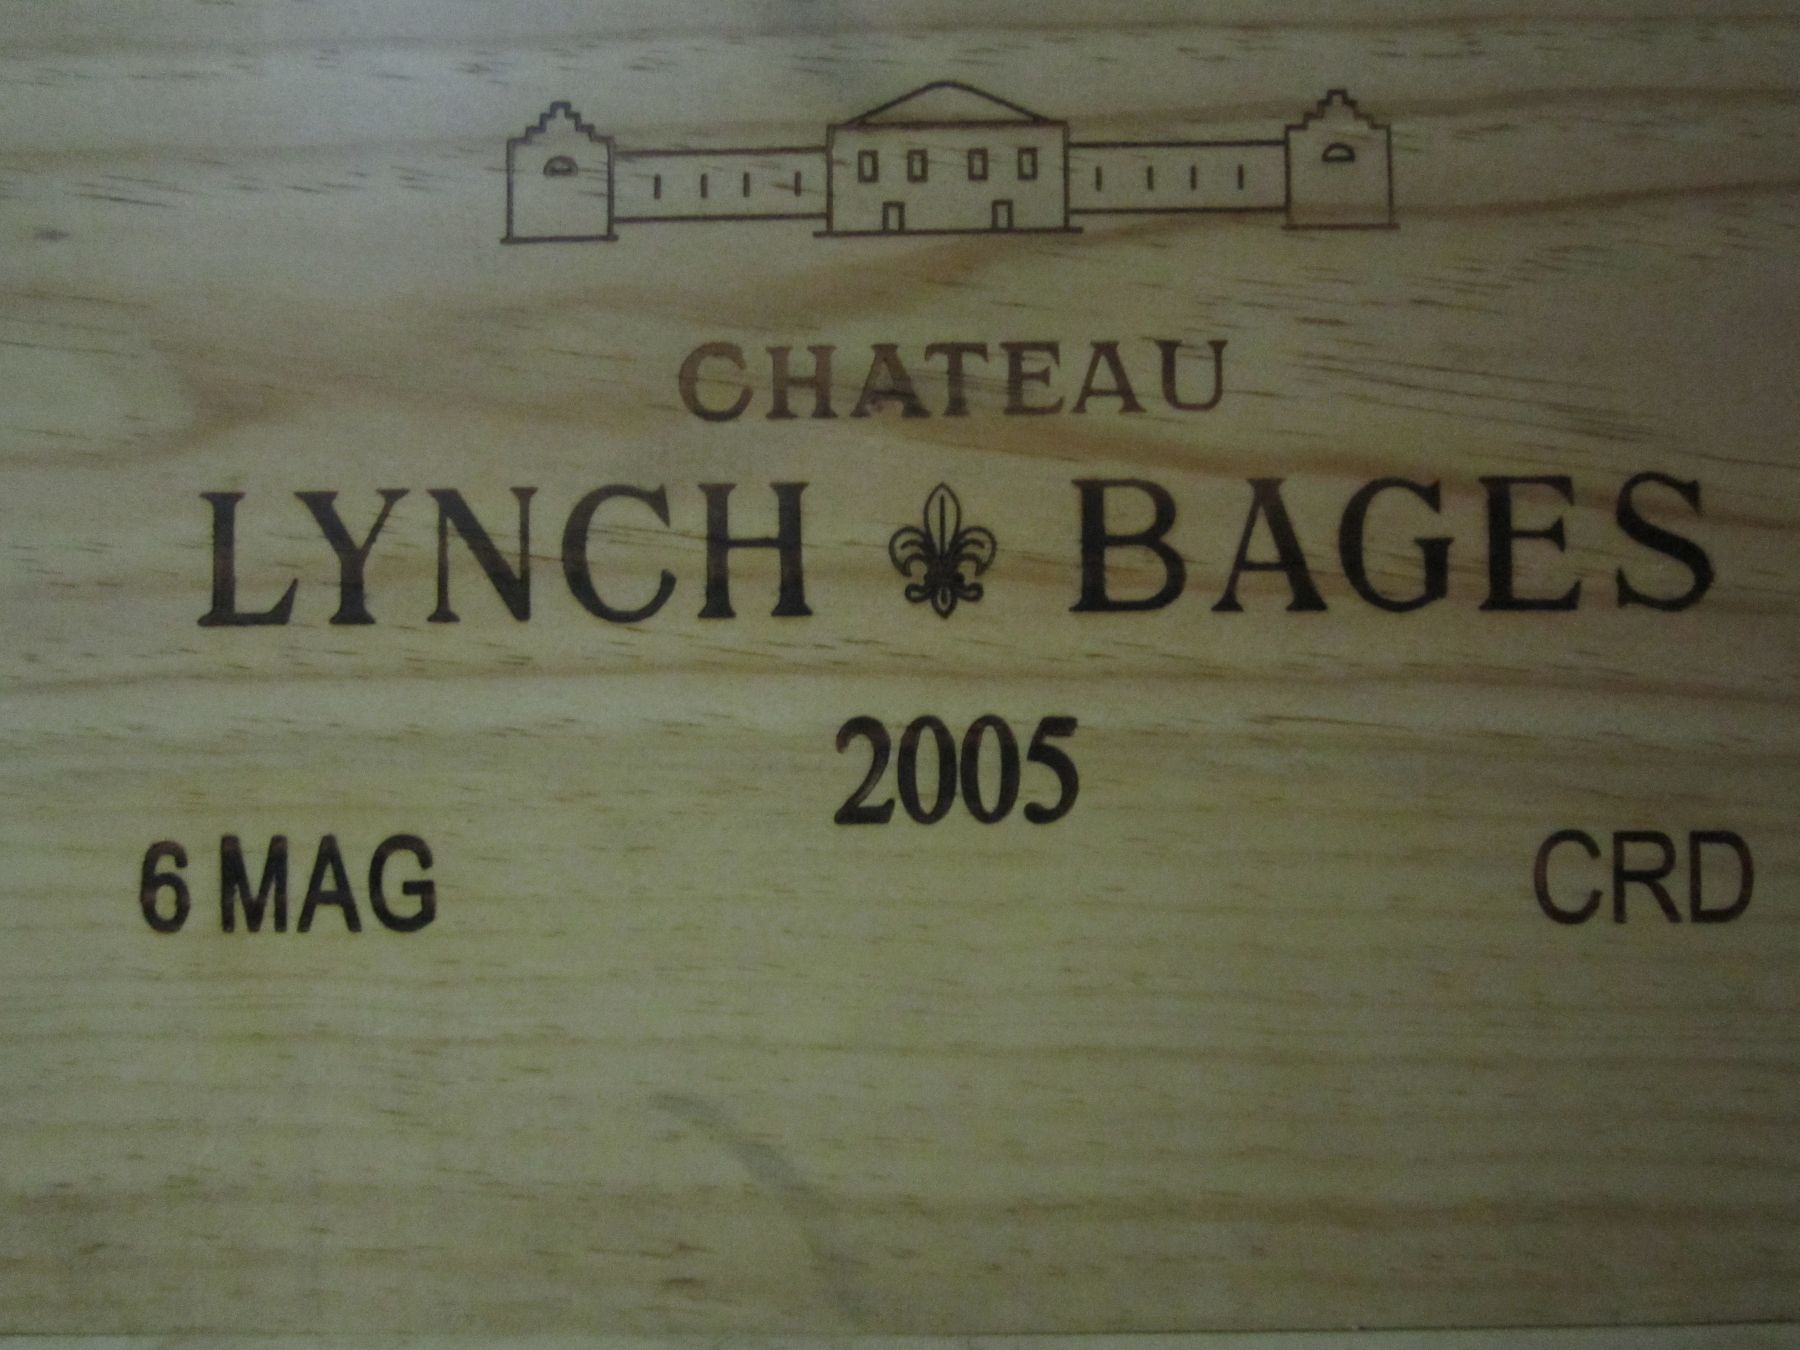 CHATEAU
LYNCH BAGES
2005
6 MAG CRD